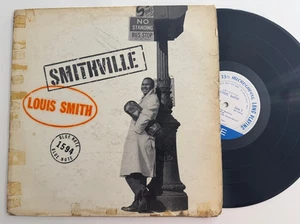 NO
STANDING
BUS STOP
SMITHVILLE
LOUIS SMITH
BLUE NOTE
1594
BLUE NOTE